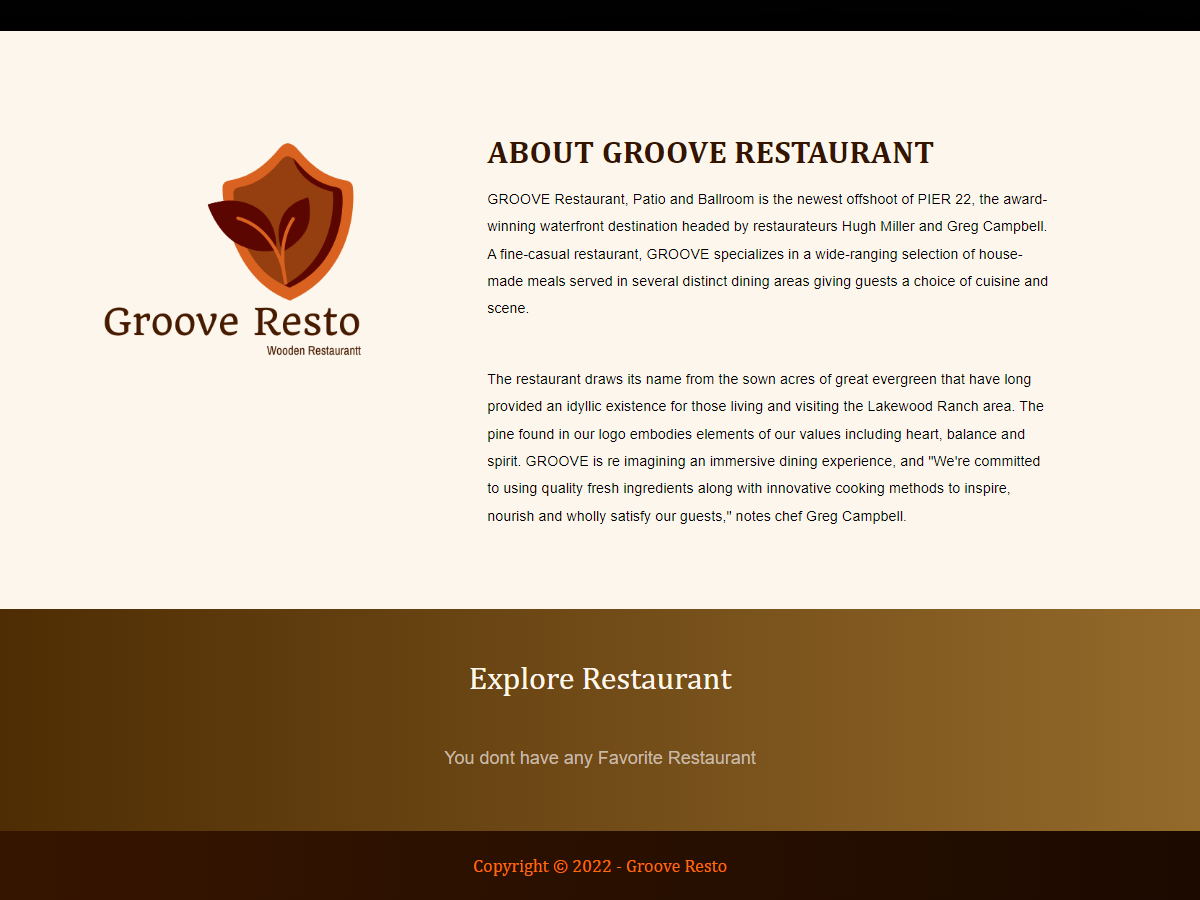 Groove Resto
Wooden Restaurantt
ABOUT GROOVE RESTAURANT
GROOVE Restaurant, Patio and Ballroom is the newest offshoot of PIER 22, the award-
winning waterfront destination headed by restaurateurs Hugh Miller and Greg Campbell.
A fine-casual restaurant, GROOVE specializes in a wide-ranging selection of house-
made meals served in several distinct dining areas giving guests a choice of cuisine and
scene.
The restaurant draws its name from the sown acres of great evergreen that have long
provided an idyllic existence for those living and visiting the Lakewood Ranch area. The
pine found in our logo embodies elements of our values including heart, balance and
spirit. GROOVE is re imagining an immersive dining experience, and "We're committed
to using quality fresh ingredients along with innovative cooking methods to inspire,
nourish and wholly satisfy our guests," notes chef Greg Campbell.
Explore Restaurant
You dont have any Favorite Restaurant
Copyright © 2022 - Groove Resto